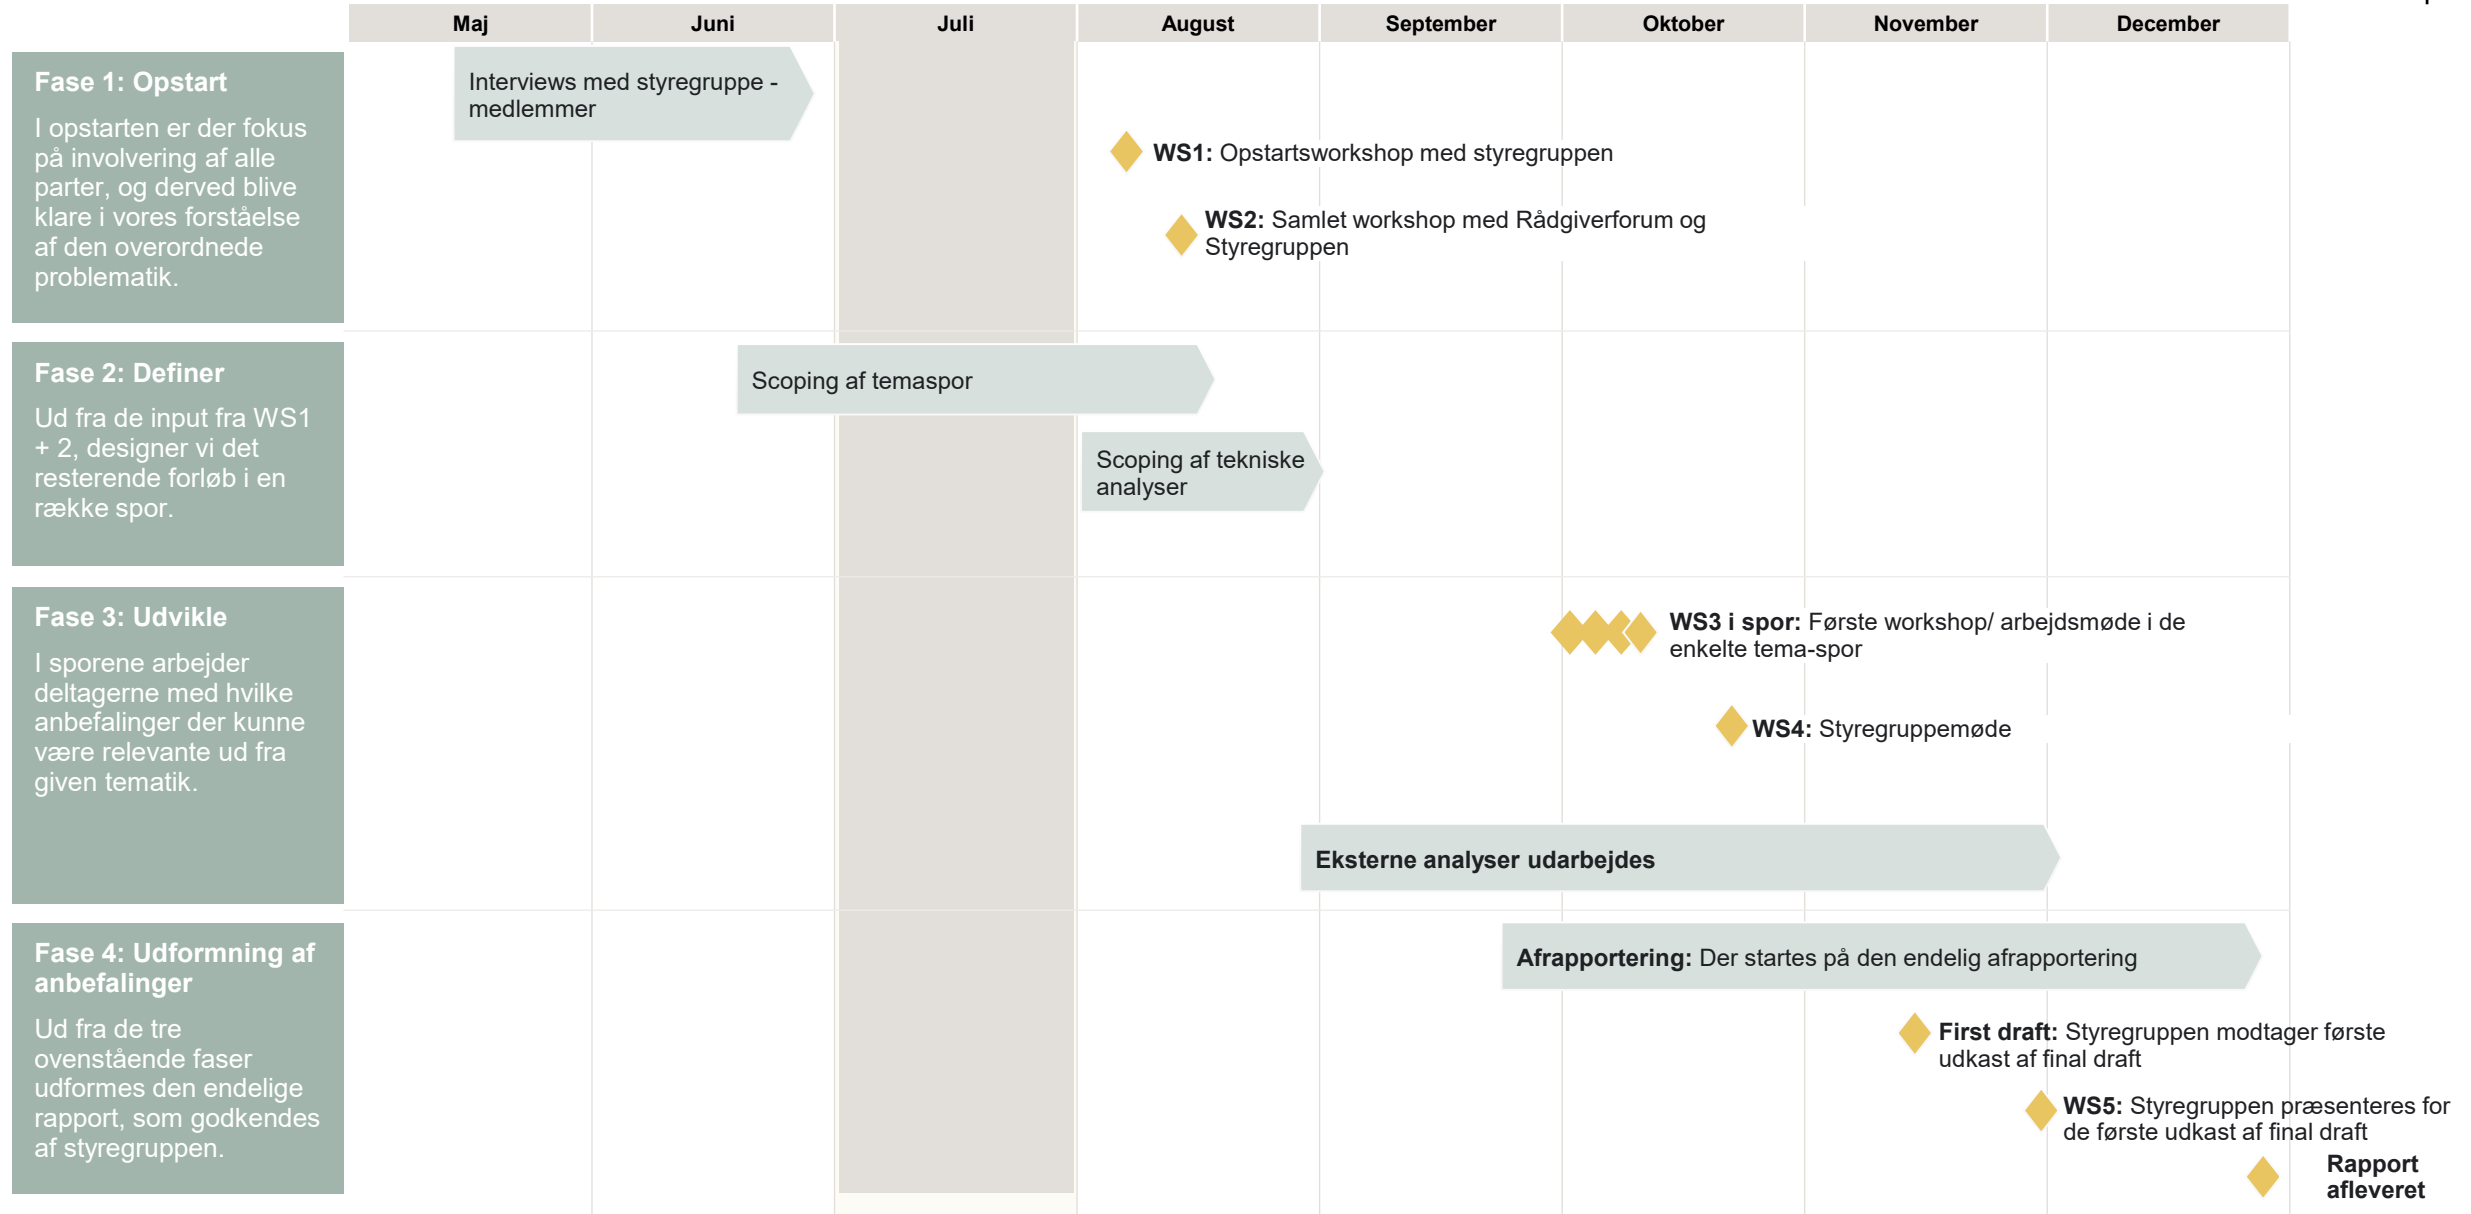 Maj Juni Juli August September Oktober November December
Fase 1: Opstart
I opstarten er der fokus
på involvering af alle
parter, og derved blive
klare i vores forståelse
af den overordnede
problematik.
Interviews med styregruppe -
medlemmer
WS1: Opstartsworkshop med styregruppen
WS2: Samlet workshop med Rådgiverforum og
Styregruppen
Fase 2: Definer
Ud fra de input fra WS1
+ 2, designer vi det
resterende forløb i en
række spor.
Scoping af temaspor
Scoping af tekniske
analyser
Fase 3: Udvikle
I sporene arbejder
deltagerne med hvilke
anbefalinger der kunne
være relevante ud fra
given tematik.
WS3 i spor: Første workshop/ arbejdsmøde i de
enkelte tema-spor
WS4: Styregruppemøde
Eksterne analyser udarbejdes
Fase 4: Udformning af
anbefalinger
Ud fra de tre
ovenstående faser
udformes den endelige
rapport, som godkendes
af styregruppen.
Afrapportering: Der startes på den endelig afrapportering
First draft: Styregruppen modtager første
udkast af final draft
WS5: Styregruppen præsenteres for
de første udkast af final draft
Rapport
afleveret